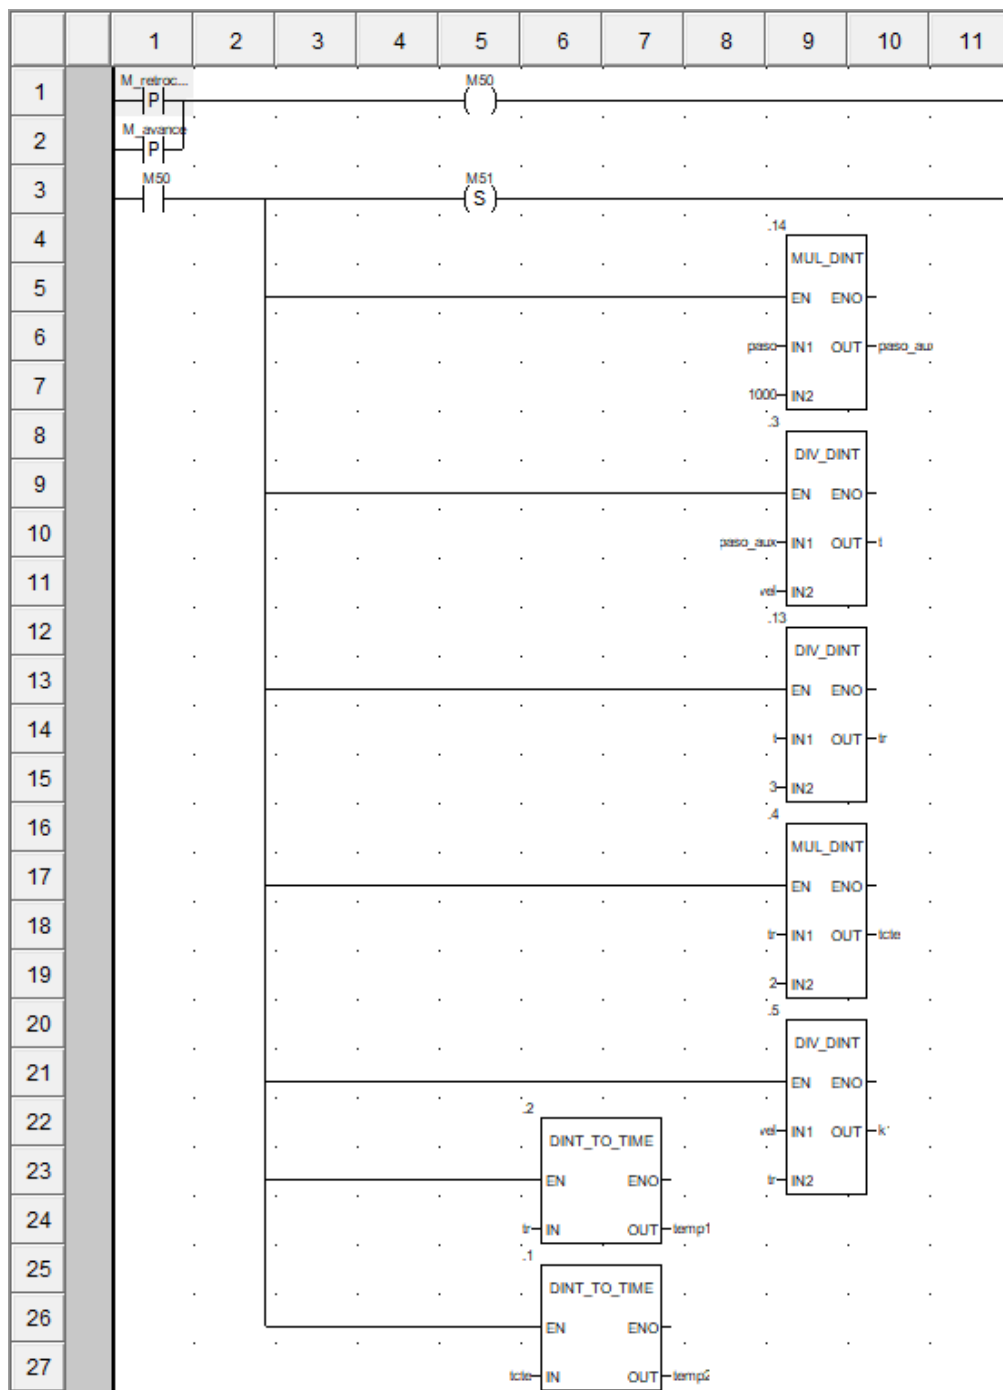 1 2 3 4 5 6 7 8 9 10 11
1 M_retroc... M50
P ( )
2 M_avance
P
3 M50 M51
S
4 .14
MUL_DINT
5 EN ENO
6 paso IN1 OUT paso_au
7 1000 IN2
8 .3
DIV_DINT
9 EN ENO
10 paso_aux IN1 OUT t
11 vel IN2
12 .13
DIV_DINT
13 EN ENO
14 t IN1 OUT tr
15 3 IN2
16 .4
MUL_DINT
17 EN ENO
18 tr IN1 OUT tcte
19 2 IN2
20 .5
DIV_DINT
21 EN ENO
22 .2
DINT_TO_TIME vel IN1 OUT k'
23 EN ENO tr IN2
24 tr IN OUT temp1
25 .1
DINT_TO_TIME
26 EN ENO
27 tcte IN OUT temp2